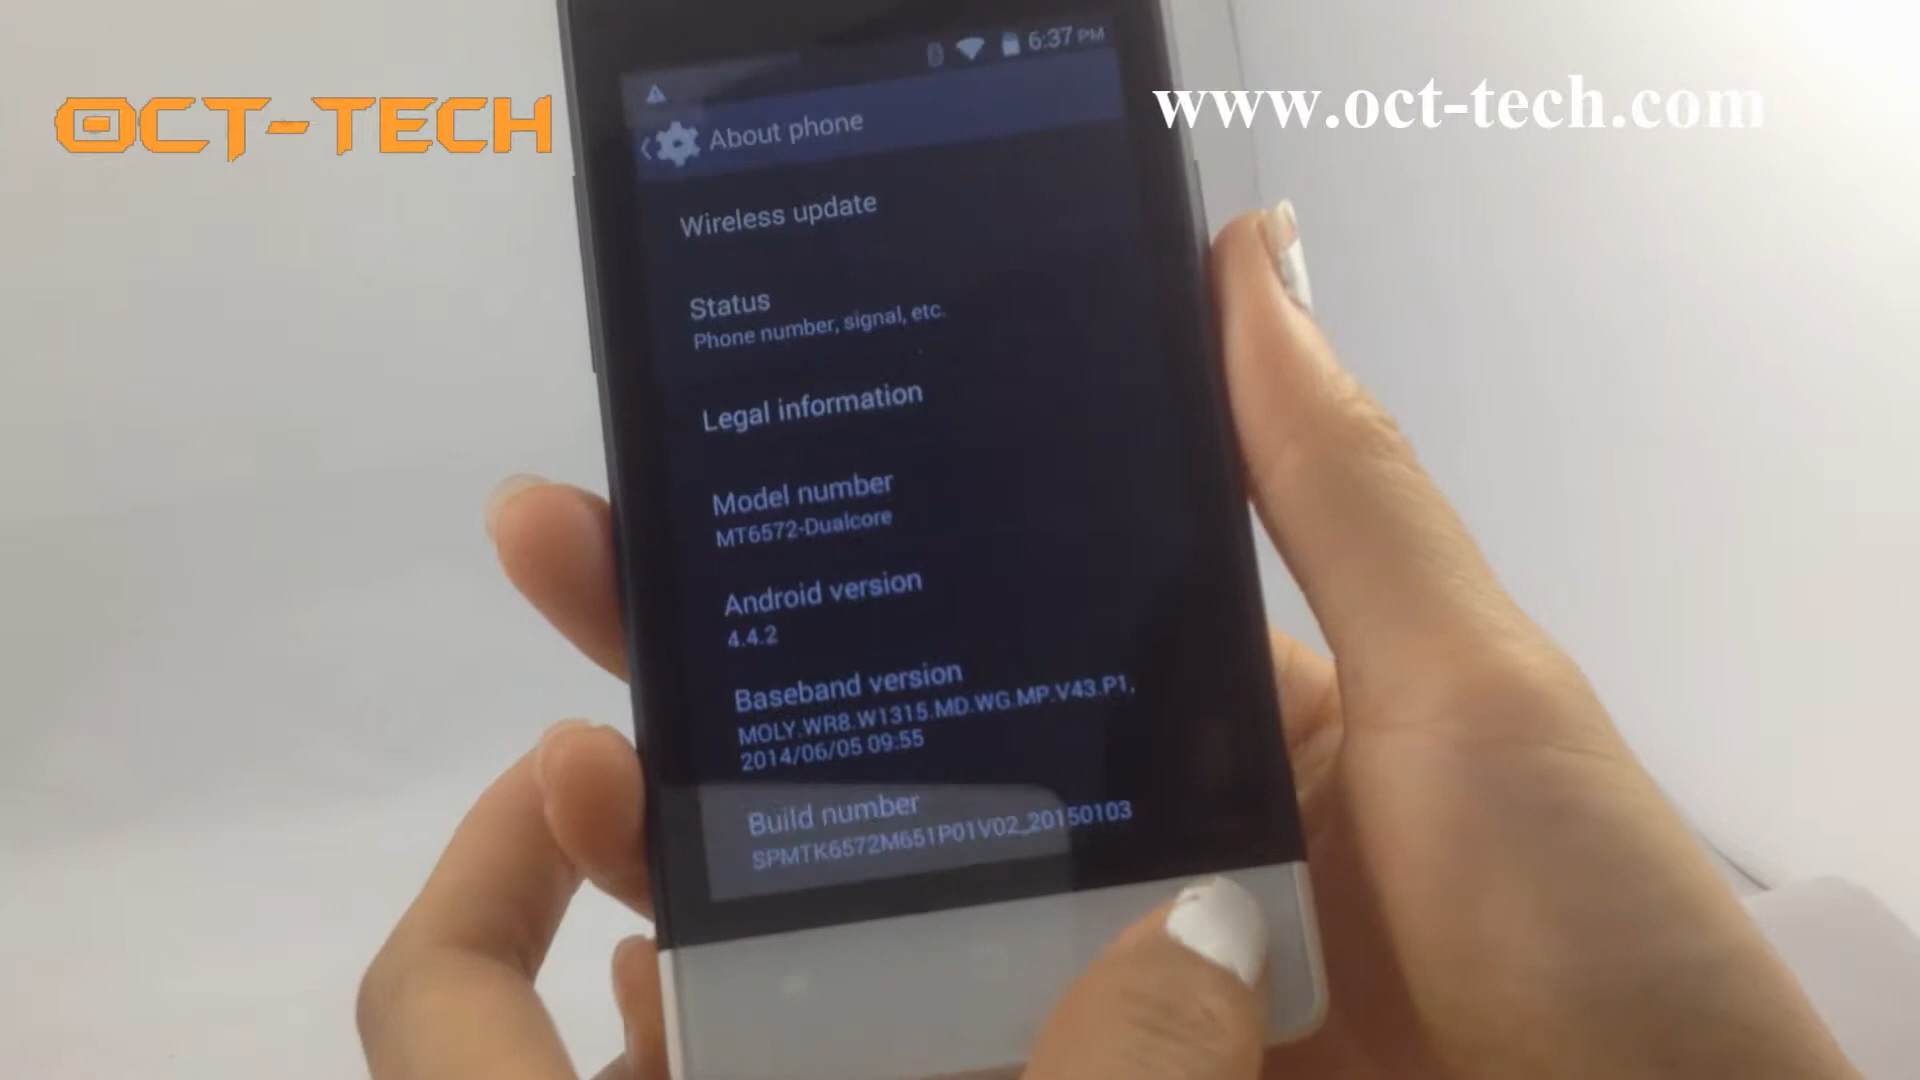 OCT-TECH
www.oct-tech.com
6:37 PM
About phone
Wireless update
Status
Phone number, signal, etc.
Legal information
Model number
MT6572-Dualcore
Android version
4.4.2
Baseband version
MOLY.WR8.W1315.MD.WG.MP.V43.P1,
2014/06/05 09:55
Build number
SPMTK6572M651P01V02_20150103